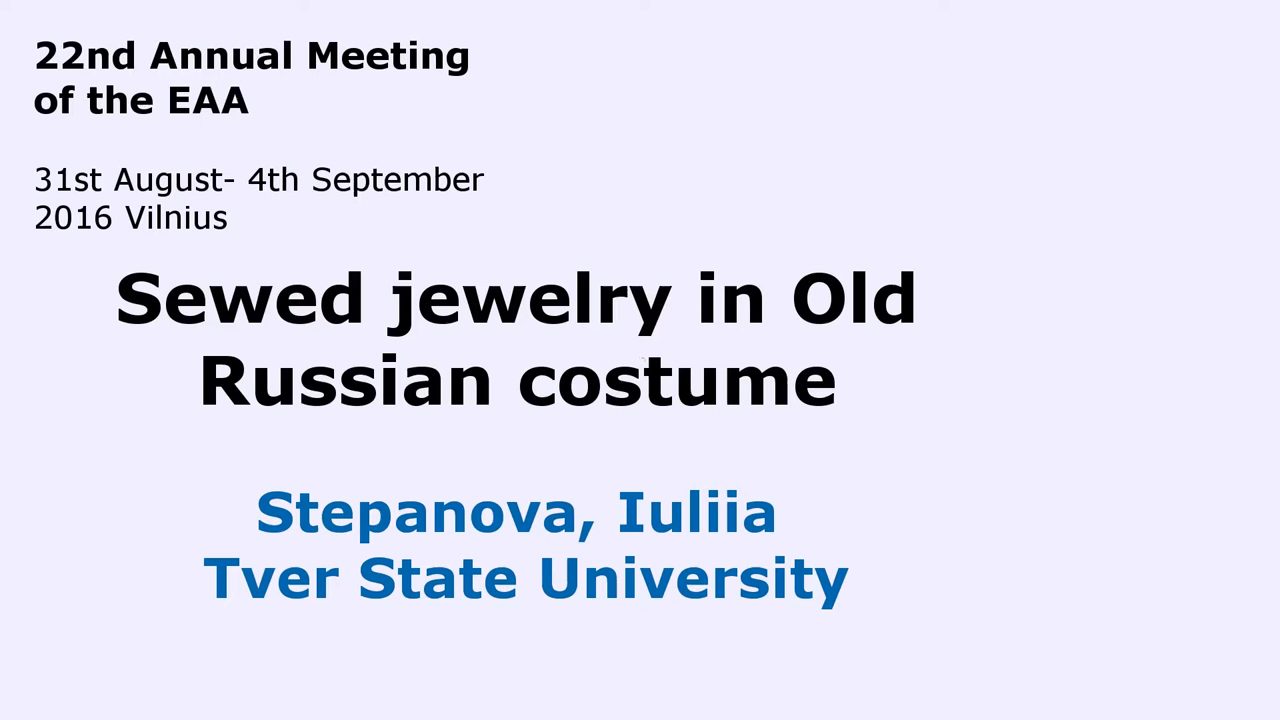 22nd Annual Meeting
of the EAA
31st August- 4th September
2016 Vilnius
Sewed jewelry in Old
Russian costume
Stepanova, Iuliia
Tver State University